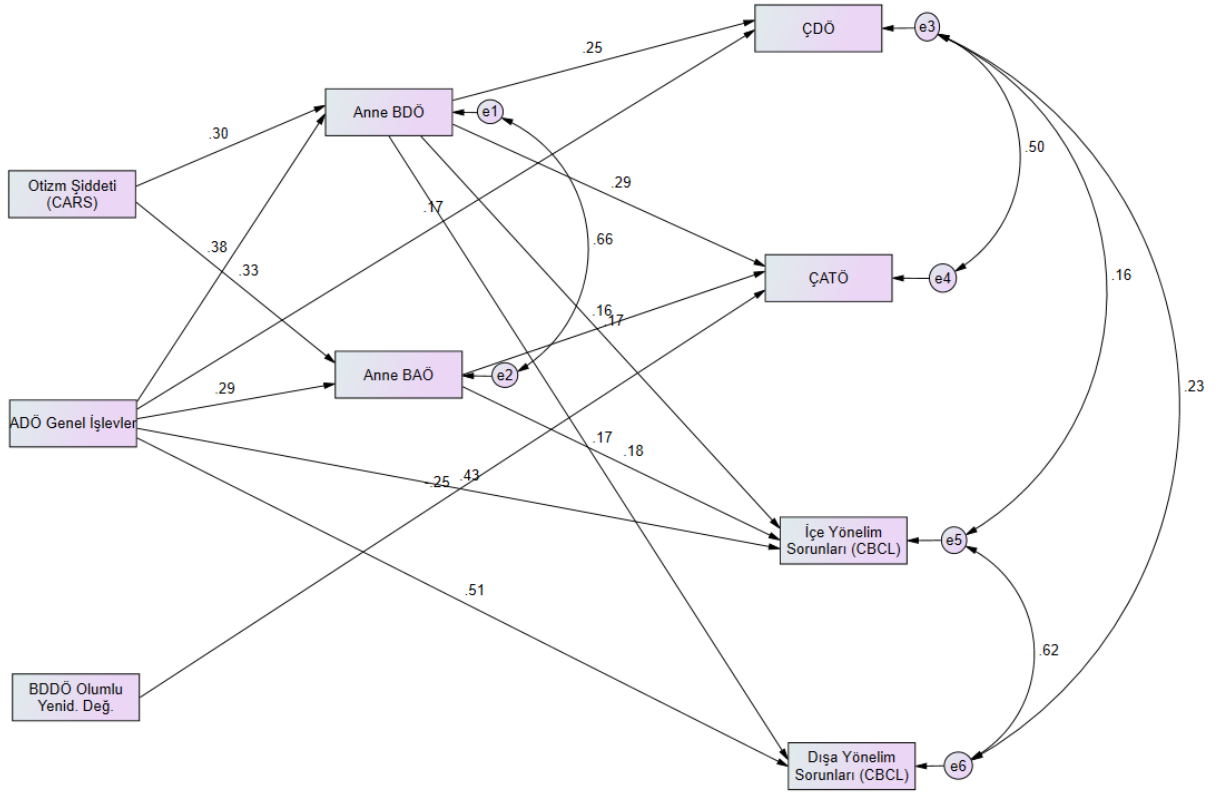 ÇDÖ
e3
.25
Anne BDÖ
e1
.30
.50
Otizm Şiddeti
(CARS)
.29
.17
.66
.38
.33
ÇATÖ
e4
.16
.16
.17
Anne BAÖ
e2
.29
.23
ADÖ Genel İşlevler
.17
.18
.43
-.25
İçe Yönelim
Sorunları (CBCL)
e5
.51
.62
BDDÖ Olumlu
Yenid. Değ.
Dışa Yönelim
Sorunları (CBCL)
e6